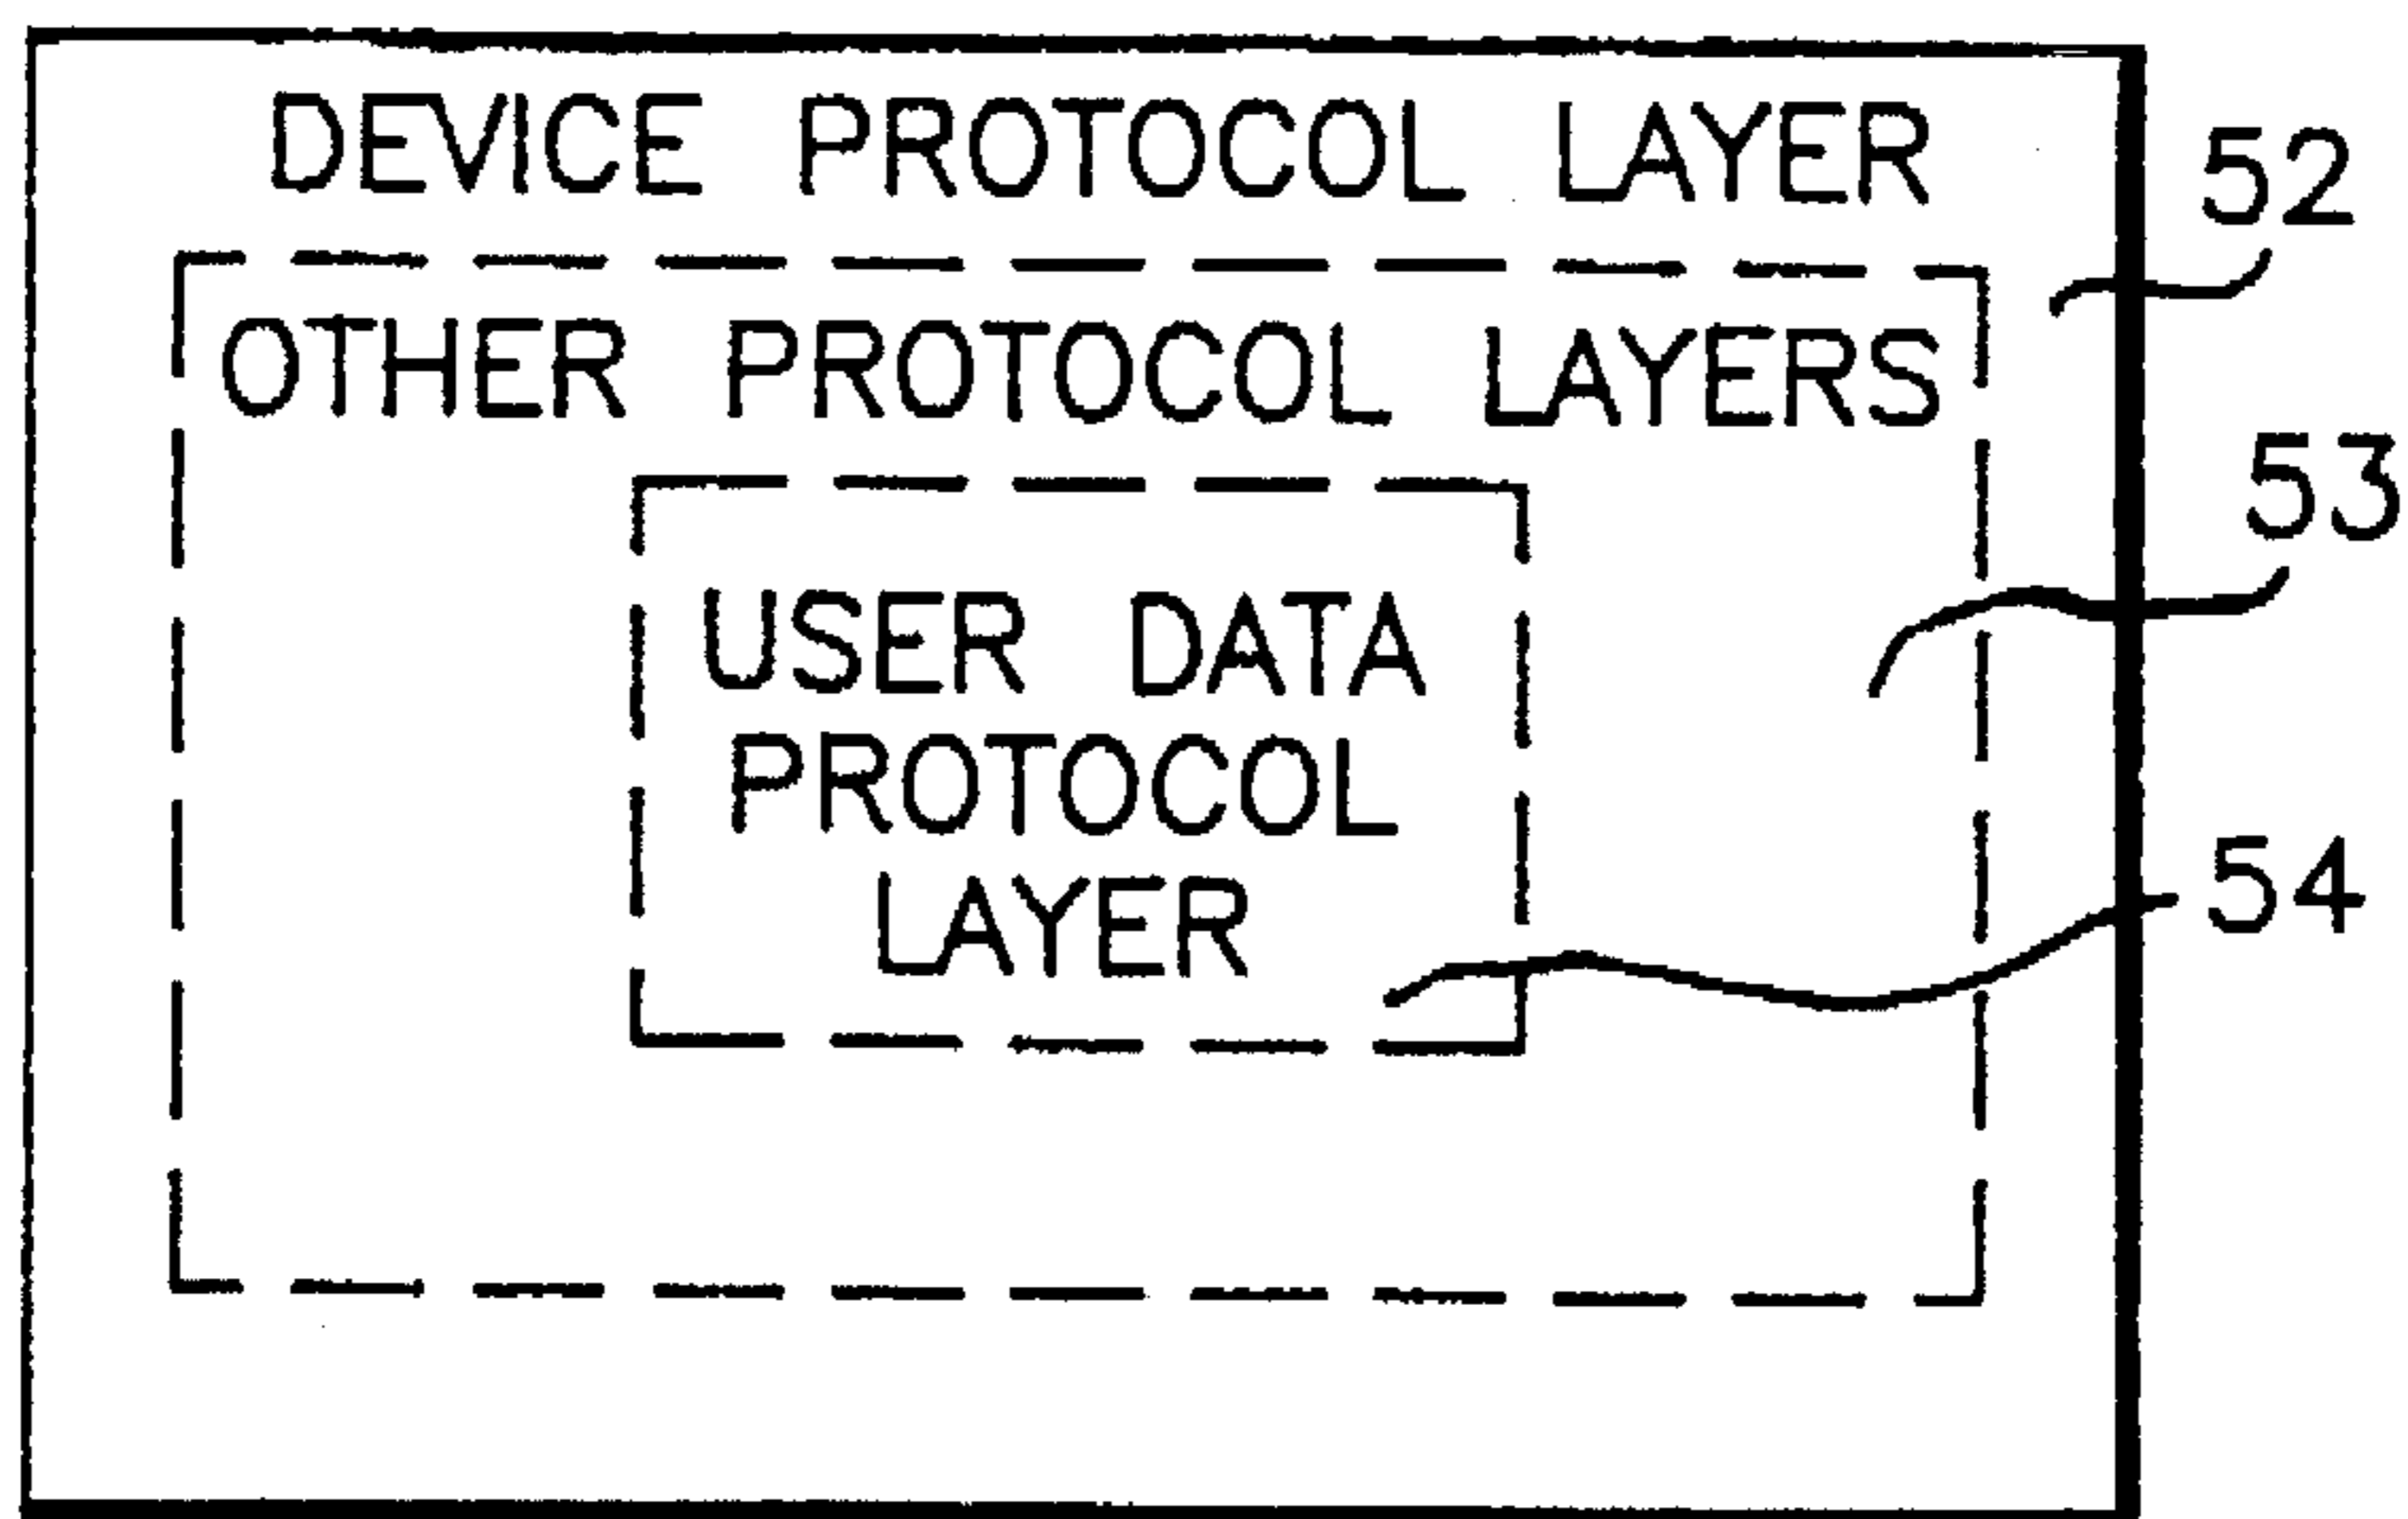 DEVICE PROTOCOL LAYER
52
OTHER PROTOCOL LAYERS
53
USER DATA
PROTOCOL
LAYER
54